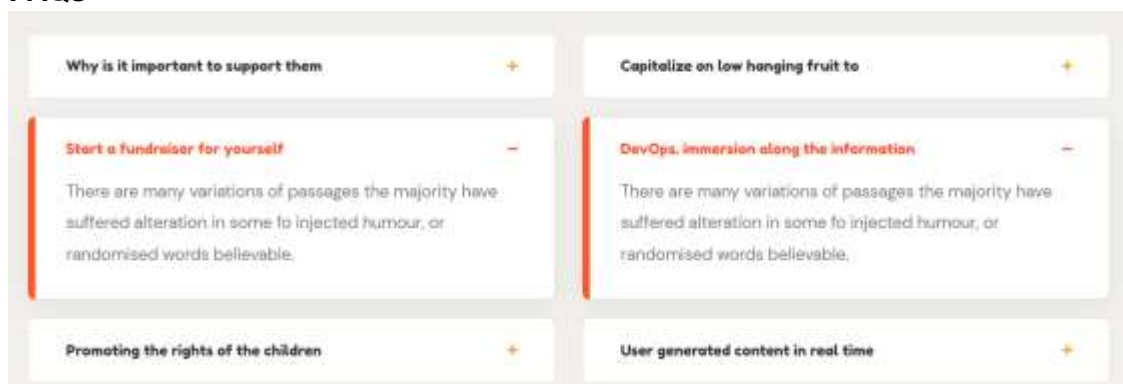 FAQs
Why is it important to support them
+
Start a fundraiser for yourself
-
There are many variations of passages the majority have
suffered alteration in some fo injected humour, or
randomised words believable.
Promoting the rights of the children
+
Capitalize on low hanging fruit to
+
DevOps. immersion along the information
-
There are many variations of passages the majority have
suffered alteration in some fo injected humour, or
randomised words believable.
User generated content in real time
+